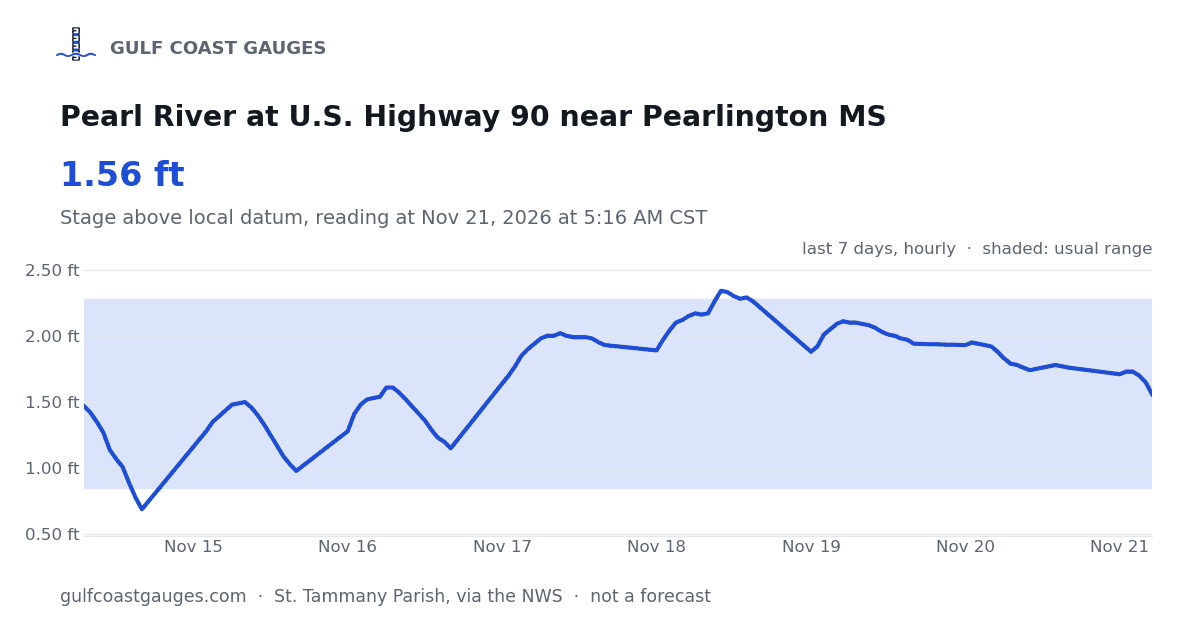 GULF COAST GAUGES
Pearl River at U.S. Highway 90 near Pearlington MS
1.56 ft
Stage above local datum, reading at Nov 21, 2026 at 5:16 AM CST
last 7 days, hourly · shaded: usual range
2.50 ft
2.00 ft
1.50 ft
1.00 ft
0.50 ft
Nov 15 Nov 16 Nov 17 Nov 18 Nov 19 Nov 20 Nov 21
gulfcoastgauges.com · St. Tammany Parish, via the NWS · not a forecast